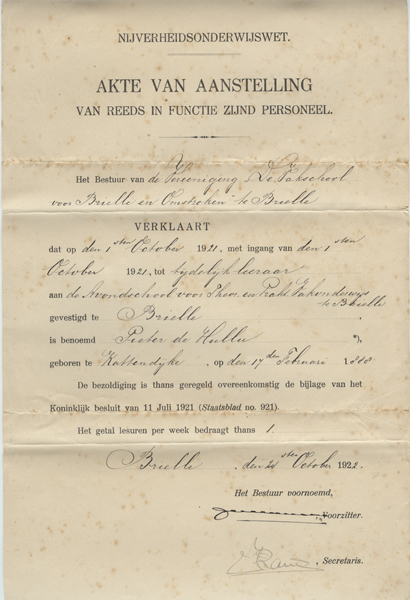 NIJVERHEIDSONDERWIJSWET.
AKTE VAN AANSTELLING
VAN REEDS IN FUNCTIE ZIJND PERSONEEL.
Het Bestuur van de Vereeniging „De Vakschool
voor Brielle en Omstreken" te Brielle
VERKLAART
dat op den 1sten October 1921, met ingang van den 1sten
October 1921, tot tijdelijk leeraar
aan de Avondschool voor Theor. en Prakt. Vakonderwijs te Brielle
gevestigd te Brielle ,
is benoemd Pieter de Hullu *),
geboren te Kattendijke , op den 17den Februari 1888
De bezoldiging is thans geregeld overeenkomstig de bijlage van het
Koninklijk besluit van 11 Juli 1921 (Staatsblad no. 921).
Het getal lesuren per week bedraagt thans 1.
Brielle , den 21sten October 1922.
Het Bestuur voornoemd,
Voorzitter.
, Secretaris.